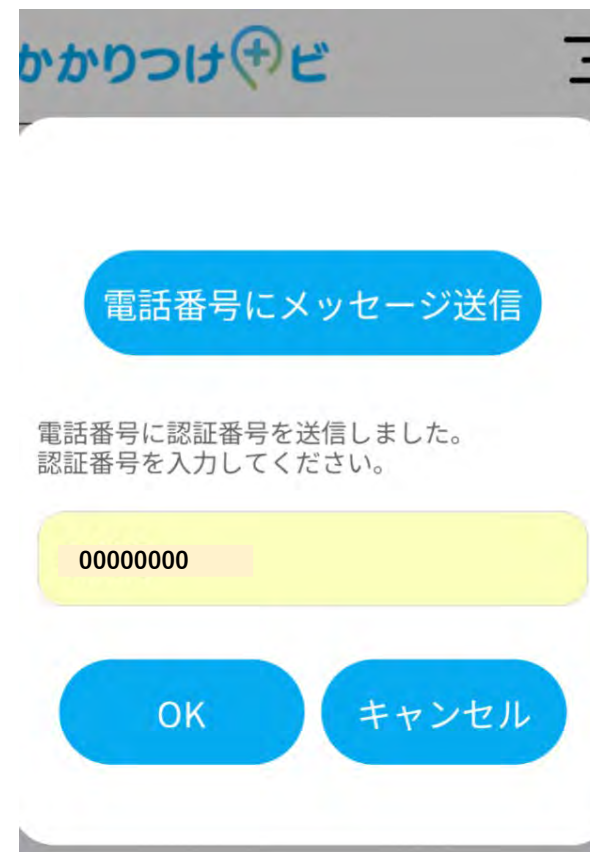 かかりつけナビ
電話番号にメッセージ送信
電話番号に認証番号を送信しました。
認証番号を入力してください。
00000000
OK
キャンセル